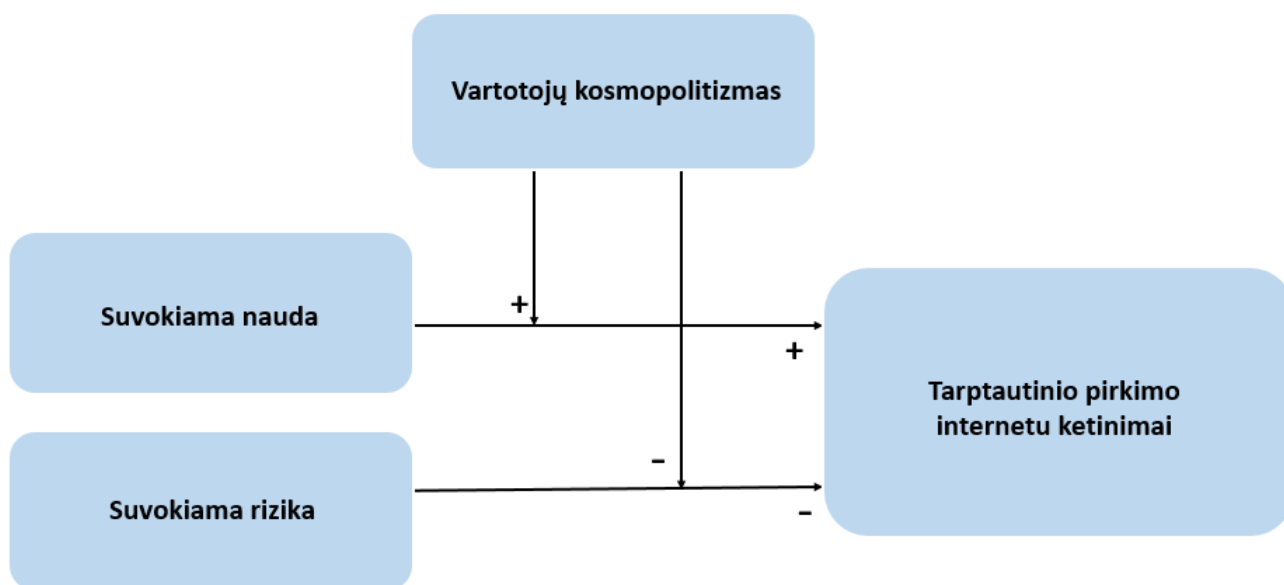 Vartotojų kosmopolitizmas
Suvokiama nauda
+
+
Tarptautinio pirkimo
internetu ketinimai
–
Suvokiama rizika
–